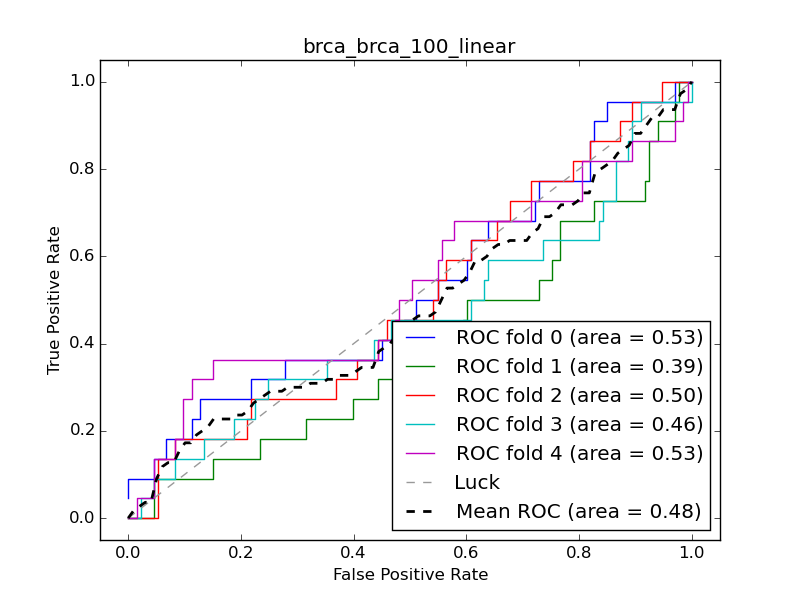 brca_brca_100_linear
True Positive Rate
1.0
0.8
0.6
0.4
0.2
0.0
ROC fold 0 (area = 0.53)
ROC fold 1 (area = 0.39)
ROC fold 2 (area = 0.50)
ROC fold 3 (area = 0.46)
ROC fold 4 (area = 0.53)
Luck
Mean ROC (area = 0.48)
0.0 0.2 0.4 0.6 0.8 1.0
False Positive Rate